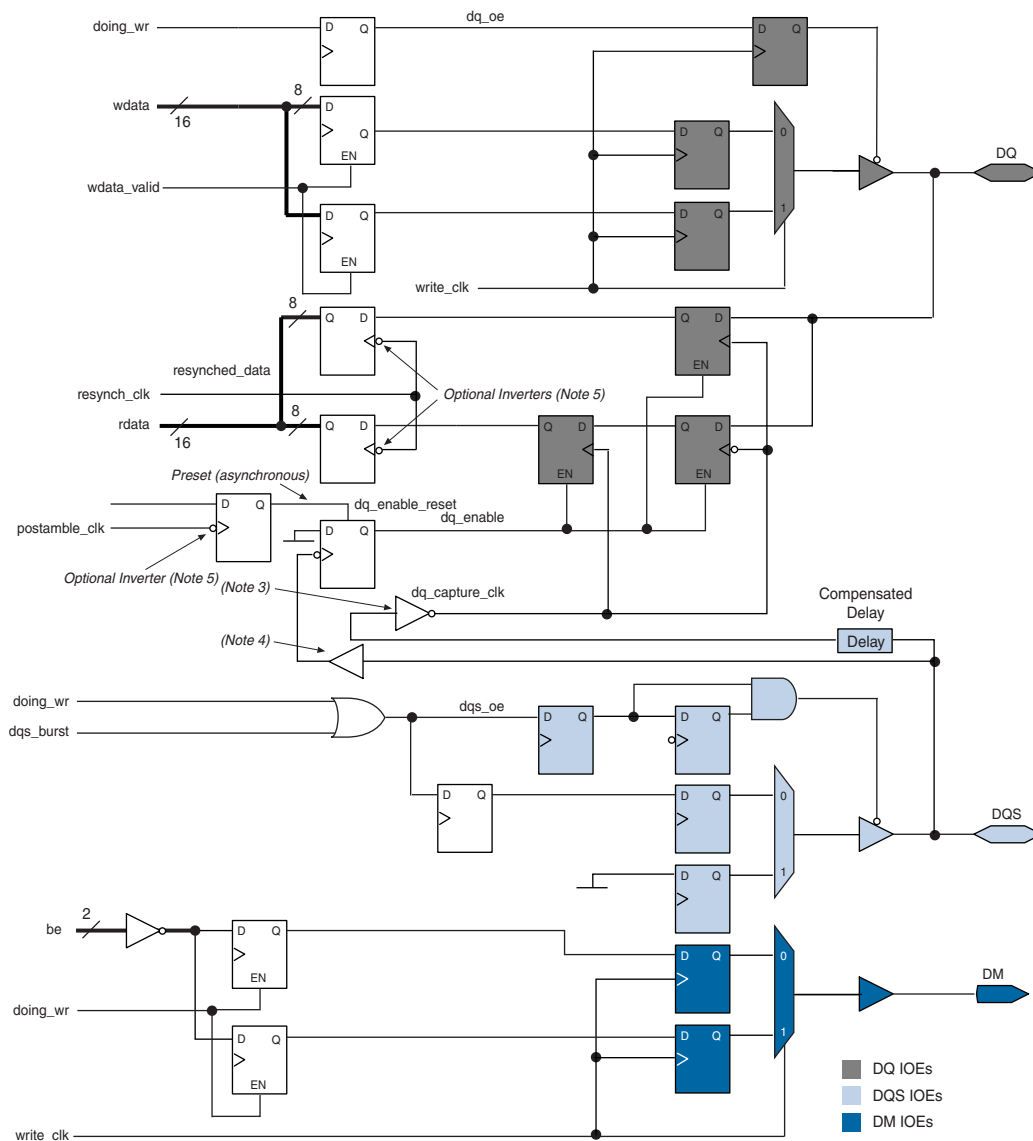 doing_wr
D Q
dq_oe
D Q
wdata
16
8
D
Q
EN
D Q
0
DQ
wdata_valid
D
Q
EN
D Q
1
write_clk
8
Q D
Q D
EN
resynched_data
resynch_clk
Optional Inverters (Note 5)
rdata
16
8
Q D
Q D
EN
Q D
EN
Preset (asynchronous)
D Q
dq_enable_reset
postamble_clk
D Q
dq_enable
Optional Inverter (Note 5)
(Note 3)
dq_capture_clk
Compensated
Delay
Delay
(Note 4)
doing_wr
dqs_burst
dqs_oe
D Q
D Q
D Q
D Q
0
DQS
D Q
1
be
2
D Q
EN
D Q
0
DM
doing_wr
D Q
EN
D Q
1
write_clk
DQ IOEs
DQS IOEs
DM IOEs